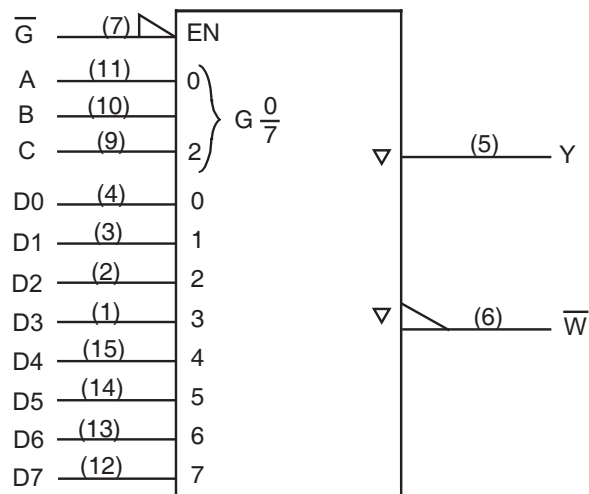 G̅ (7) EN
A (11) 0
B (10) G 0/7
C (9) 2
▽ (5) Y
D0 (4) 0
D1 (3) 1
D2 (2) 2
D3 (1) 3 ▽ (6) W̅
D4 (15) 4
D5 (14) 5
D6 (13) 6
D7 (12) 7